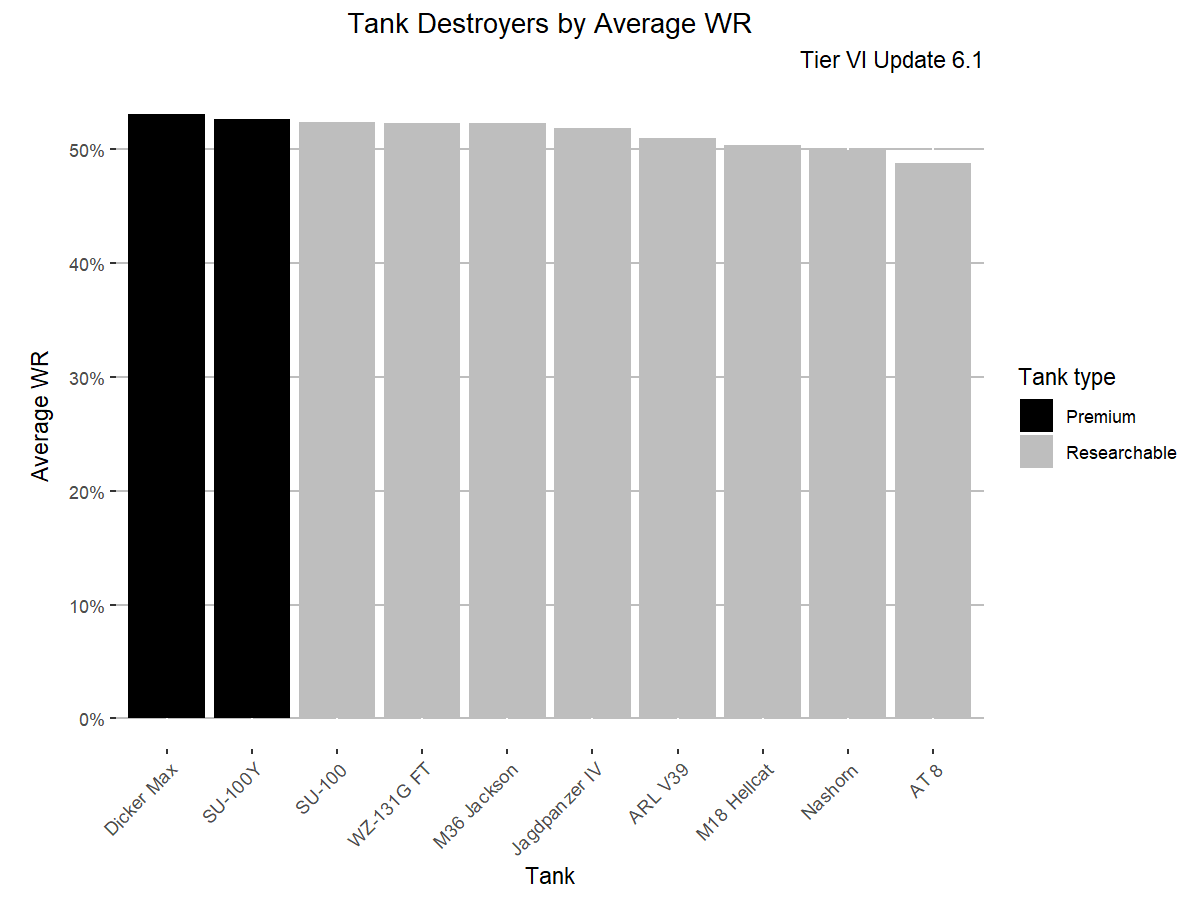 Tank Destroyers by Average WR
Tier VI Update 6.1
50%
40%
30%
20%
10%
0%
Average WR
Dicker Max
SU-100Y
SU-100
WZ-131G FT
M36 Jackson
Jagdpanzer IV
ARL V39
M18 Hellcat
Nashorn
AT 8
Tank
Tank type
Premium
Researchable